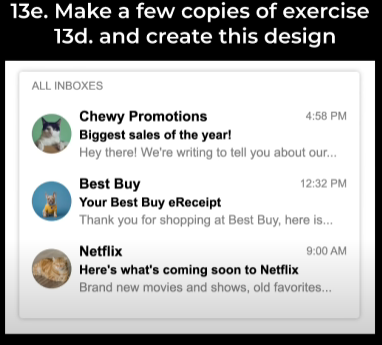 13e. Make a few copies of exercise
13d. and create this design
ALL INBOXES
Chewy Promotions 4:58 PM
Biggest sales of the year!
Hey there! We're writing to tell you about our...
Best Buy 12:32 PM
Your Best Buy eReceipt
Thank you for shopping at Best Buy, here is...
Netflix 9:00 AM
Here's what's coming soon to Netflix
Brand new movies and shows, old favorites...